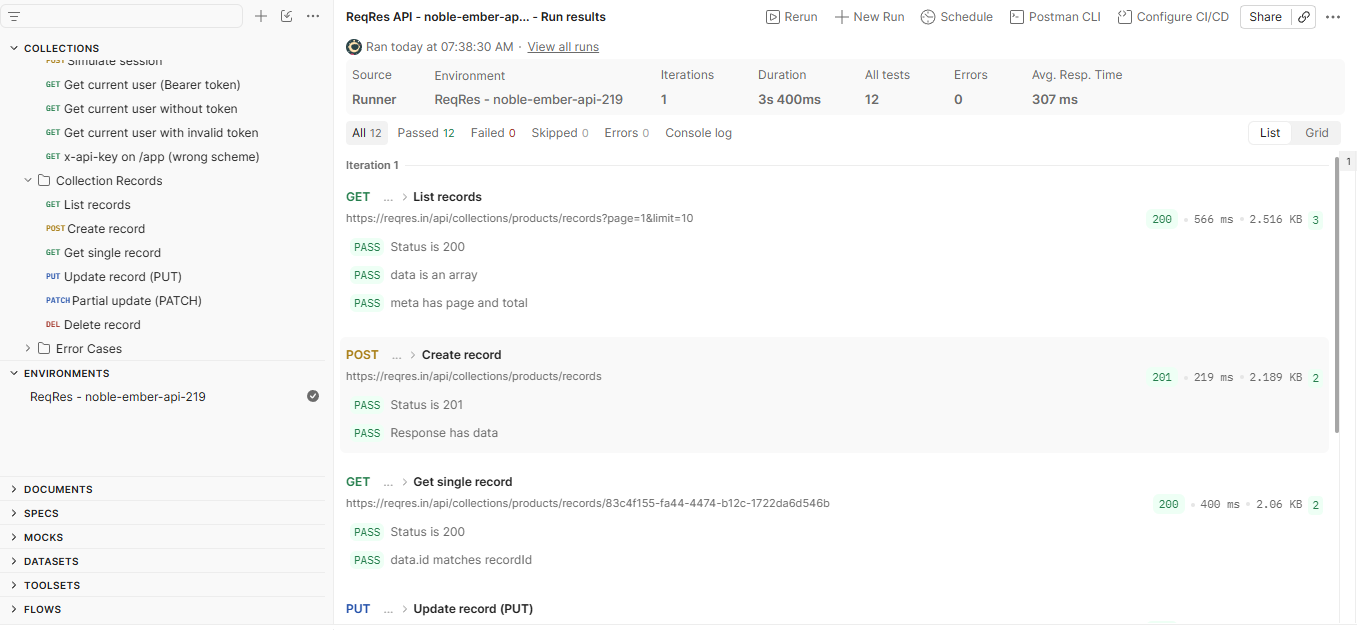 COLLECTIONS
POST Simulate session
GET Get current user (Bearer token)
GET Get current user without token
GET Get current user with invalid token
GET x-api-key on /app (wrong scheme)
Collection Records
GET List records
POST Create record
GET Get single record
PUT Update record (PUT)
PATCH Partial update (PATCH)
DEL Delete record
Error Cases
ENVIRONMENTS
ReqRes - noble-ember-api-219
DOCUMENTS
SPECS
MOCKS
DATASETS
TOOLSETS
FLOWS
ReqRes API - noble-ember-ap... - Run results
Rerun
New Run
Schedule
Postman CLI
Configure CI/CD
Share
Ran today at 07:38:30 AM · View all runs
Source Environment Iterations Duration All tests Errors Avg. Resp. Time
Runner ReqRes - noble-ember-api-219 1 3s 400ms 12 0 307 ms
All 12 Passed 12 Failed 0 Skipped 0 Errors 0 Console log List Grid
Iteration 1
1
GET ... > List records
https://reqres.in/api/collections/products/records?page=1&limit=10
200 • 566 ms • 2.516 KB 3
PASS Status is 200
PASS data is an array
PASS meta has page and total
POST ... > Create record
https://reqres.in/api/collections/products/records
201 • 219 ms • 2.189 KB 2
PASS Status is 201
PASS Response has data
GET ... > Get single record
https://reqres.in/api/collections/products/records/83c4f155-fa44-4474-b12c-1722da6d546b
200 • 400 ms • 2.06 KB 2
PASS Status is 200
PASS data.id matches recordId
PUT ... > Update record (PUT)